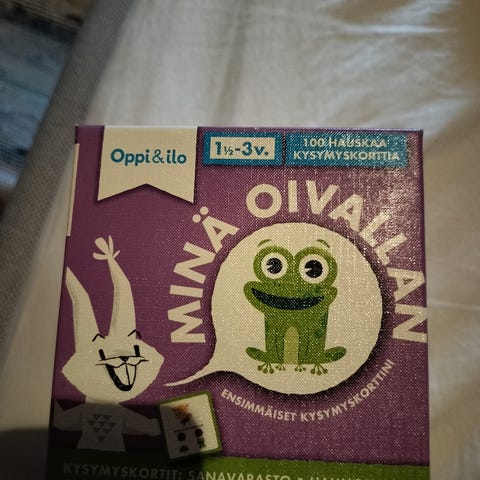 Oppi&ilo
1½-3v.
100 HAUSKAA
KYSYMYSKORTTIA
MINÄ OIVALLAN
ENSIMMÄISET KYSYMYSKORTTINI
KYSYMYSKORTIT: SANAVARASTO &